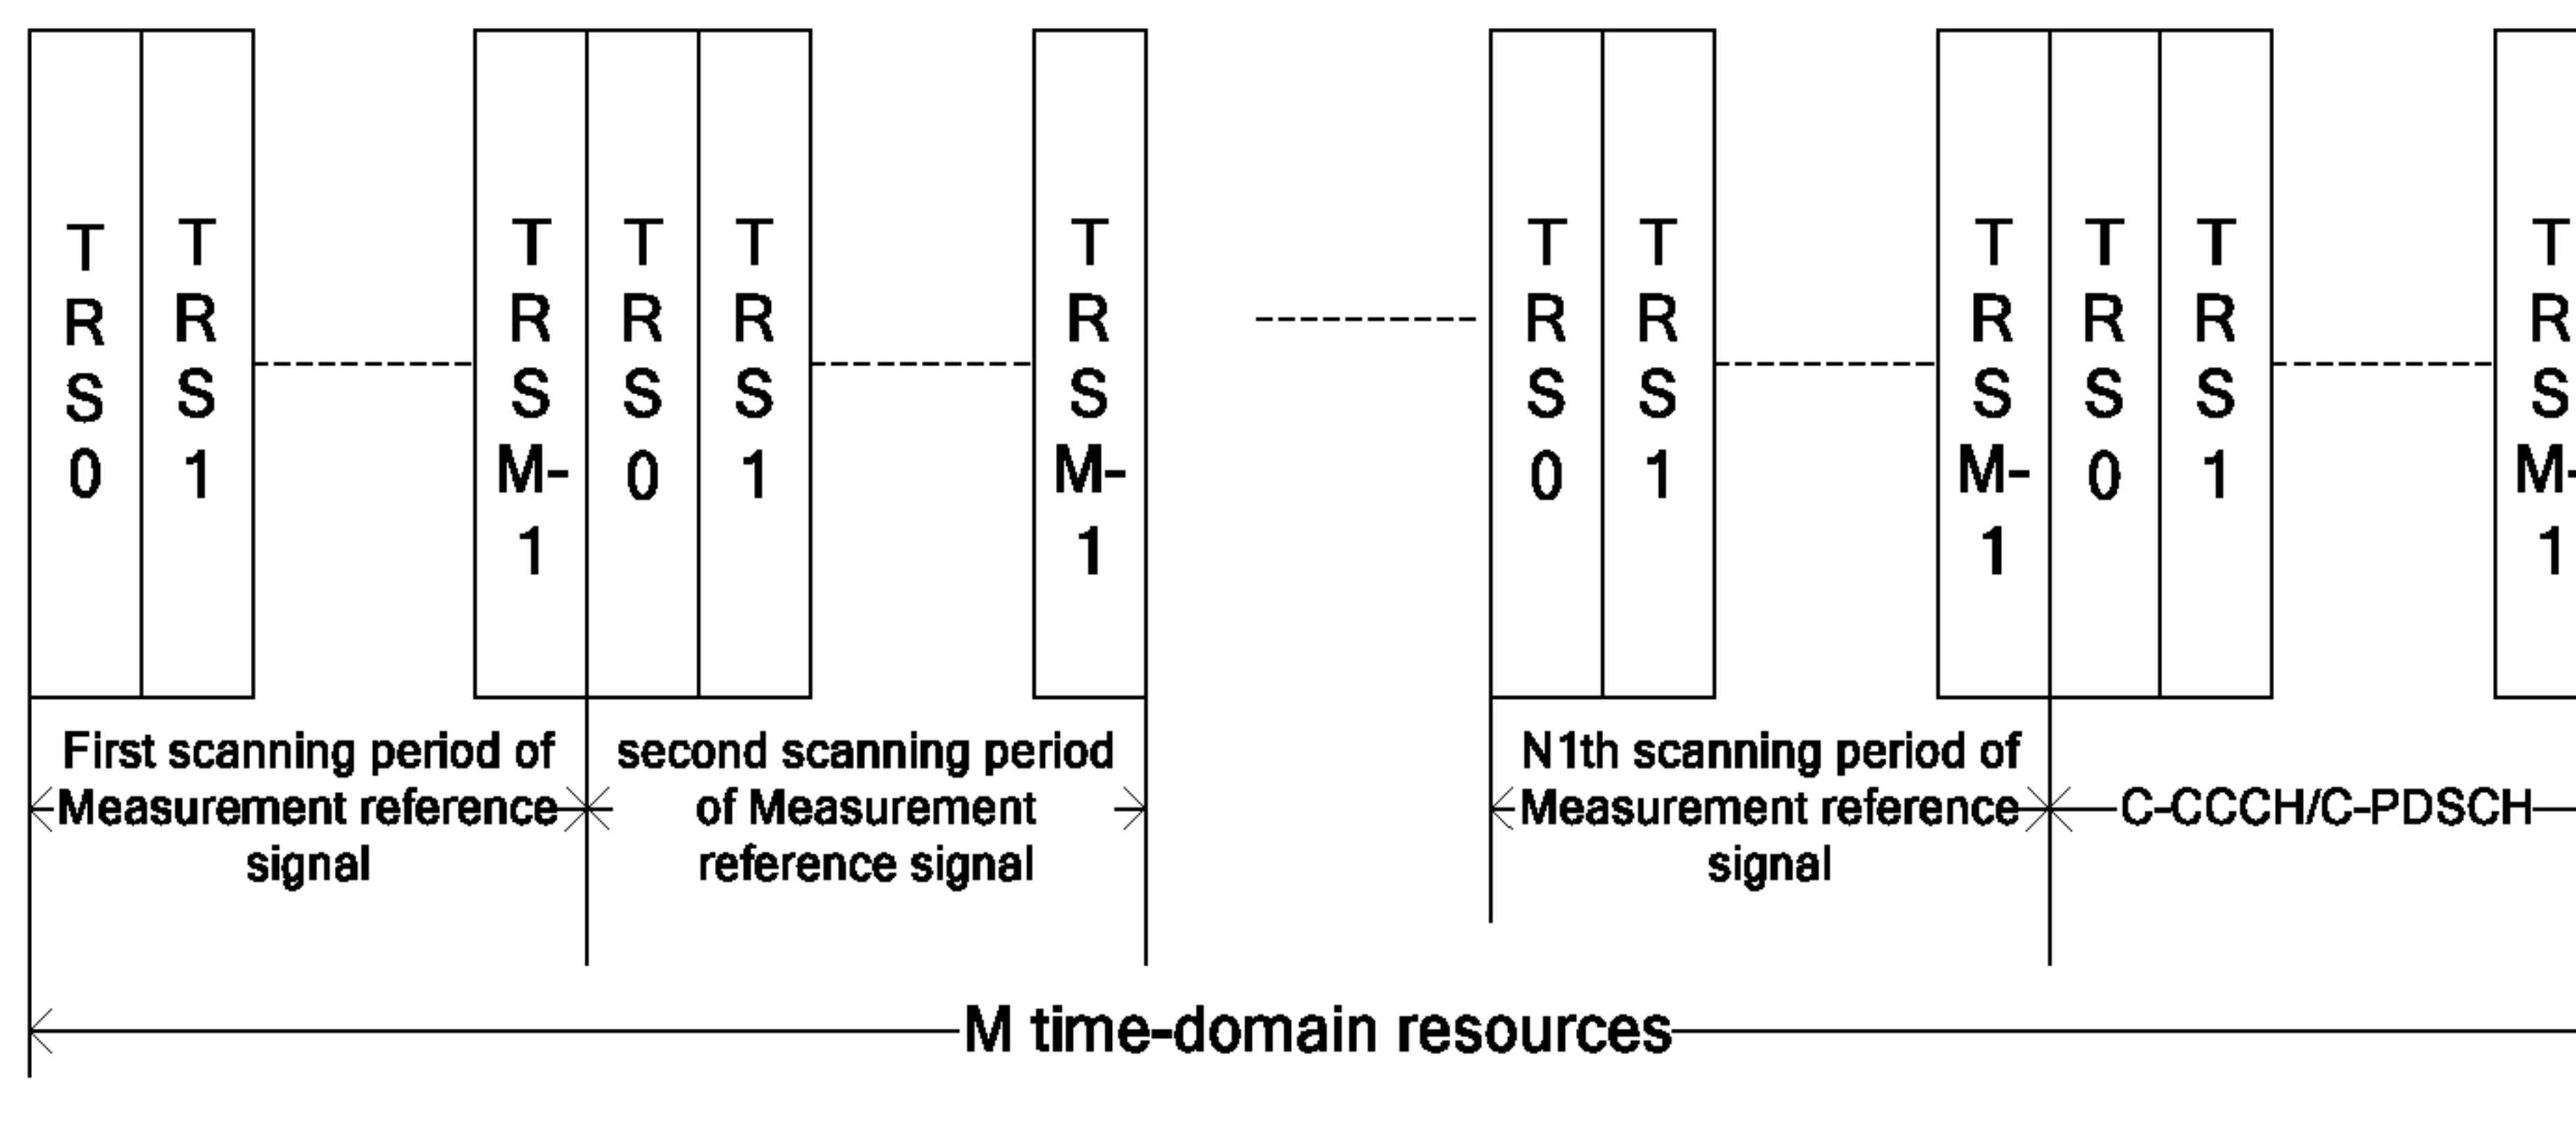 T
R
S
0
T
R
S
1
T
R
S
M-
1
T
R
S
0
T
R
S
1
T
R
S
M-
1
T
R
S
0
T
R
S
1
T
R
S
M-
1
T
R
S
0
T
R
S
1
T
R
S
M-
1
First scanning period of
Measurement reference
signal
second scanning period
of Measurement
reference signal
N1th scanning period of
Measurement reference
signal
C-CCCH/C-PDSCH
M time-domain resources